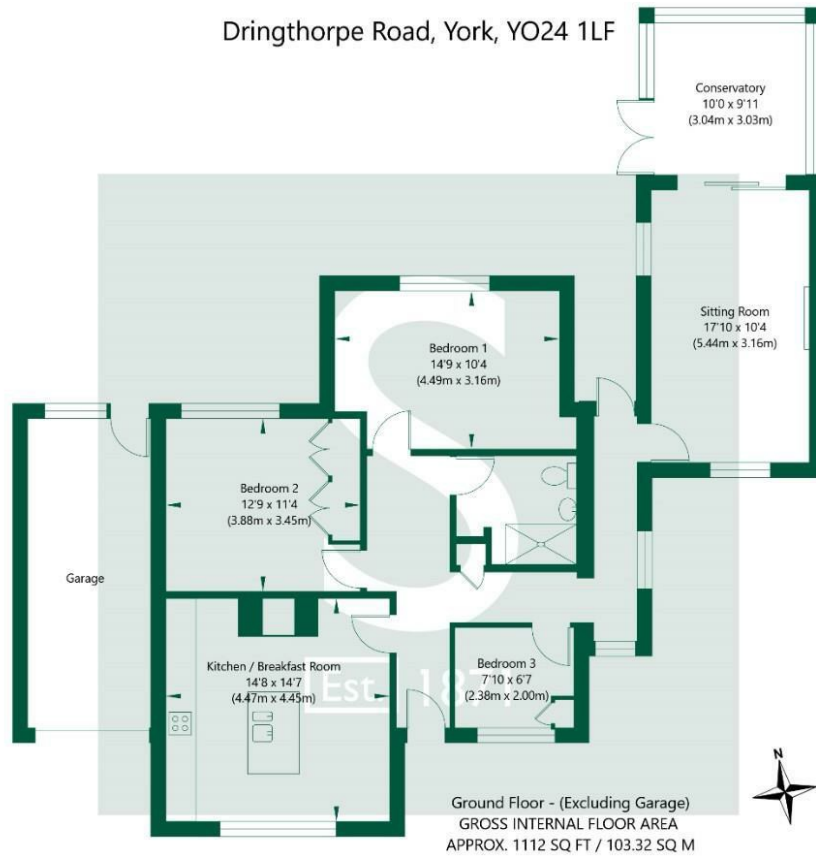 Dringthorpe Road, York, YO24 1LF
Conservatory
10'0 x 9'11
(3.04m x 3.03m)
Sitting Room
17'10 x 10'4
(5.44m x 3.16m)
Bedroom 1
14'9 x 10'4
(4.49m x 3.16m)
Bedroom 2
12'9 x 11'4
(3.88m x 3.45m)
Garage
Kitchen / Breakfast Room
14'8 x 14'7
(4.47m x 4.45m)
Bedroom 3
7'10 x 6'7
(2.38m x 2.00m)
S
Est. 1871
N
Ground Floor - (Excluding Garage)
GROSS INTERNAL FLOOR AREA
APPROX. 1112 SQ FT / 103.32 SQ M